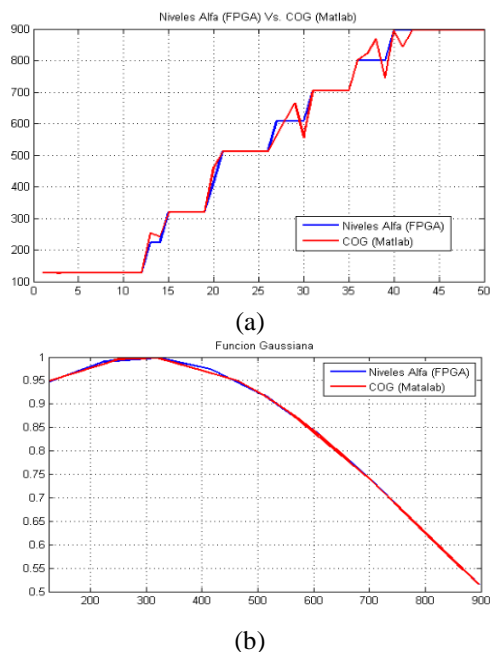 Niveles Alfa (FPGA) Vs. COG (Matlab)
900
800
700
600
500
400
300
200
100
Niveles Alfa (FPGA)
COG (Matlab)
0 5 10 15 20 25 30 35 40 45 50
(a)
Funcion Gaussiana
1
0.95
0.9
0.85
0.8
0.75
0.7
0.65
0.6
0.55
0.5
Niveles Alfa (FPGA)
COG (Matalab)
200 300 400 500 600 700 800 900
(b)